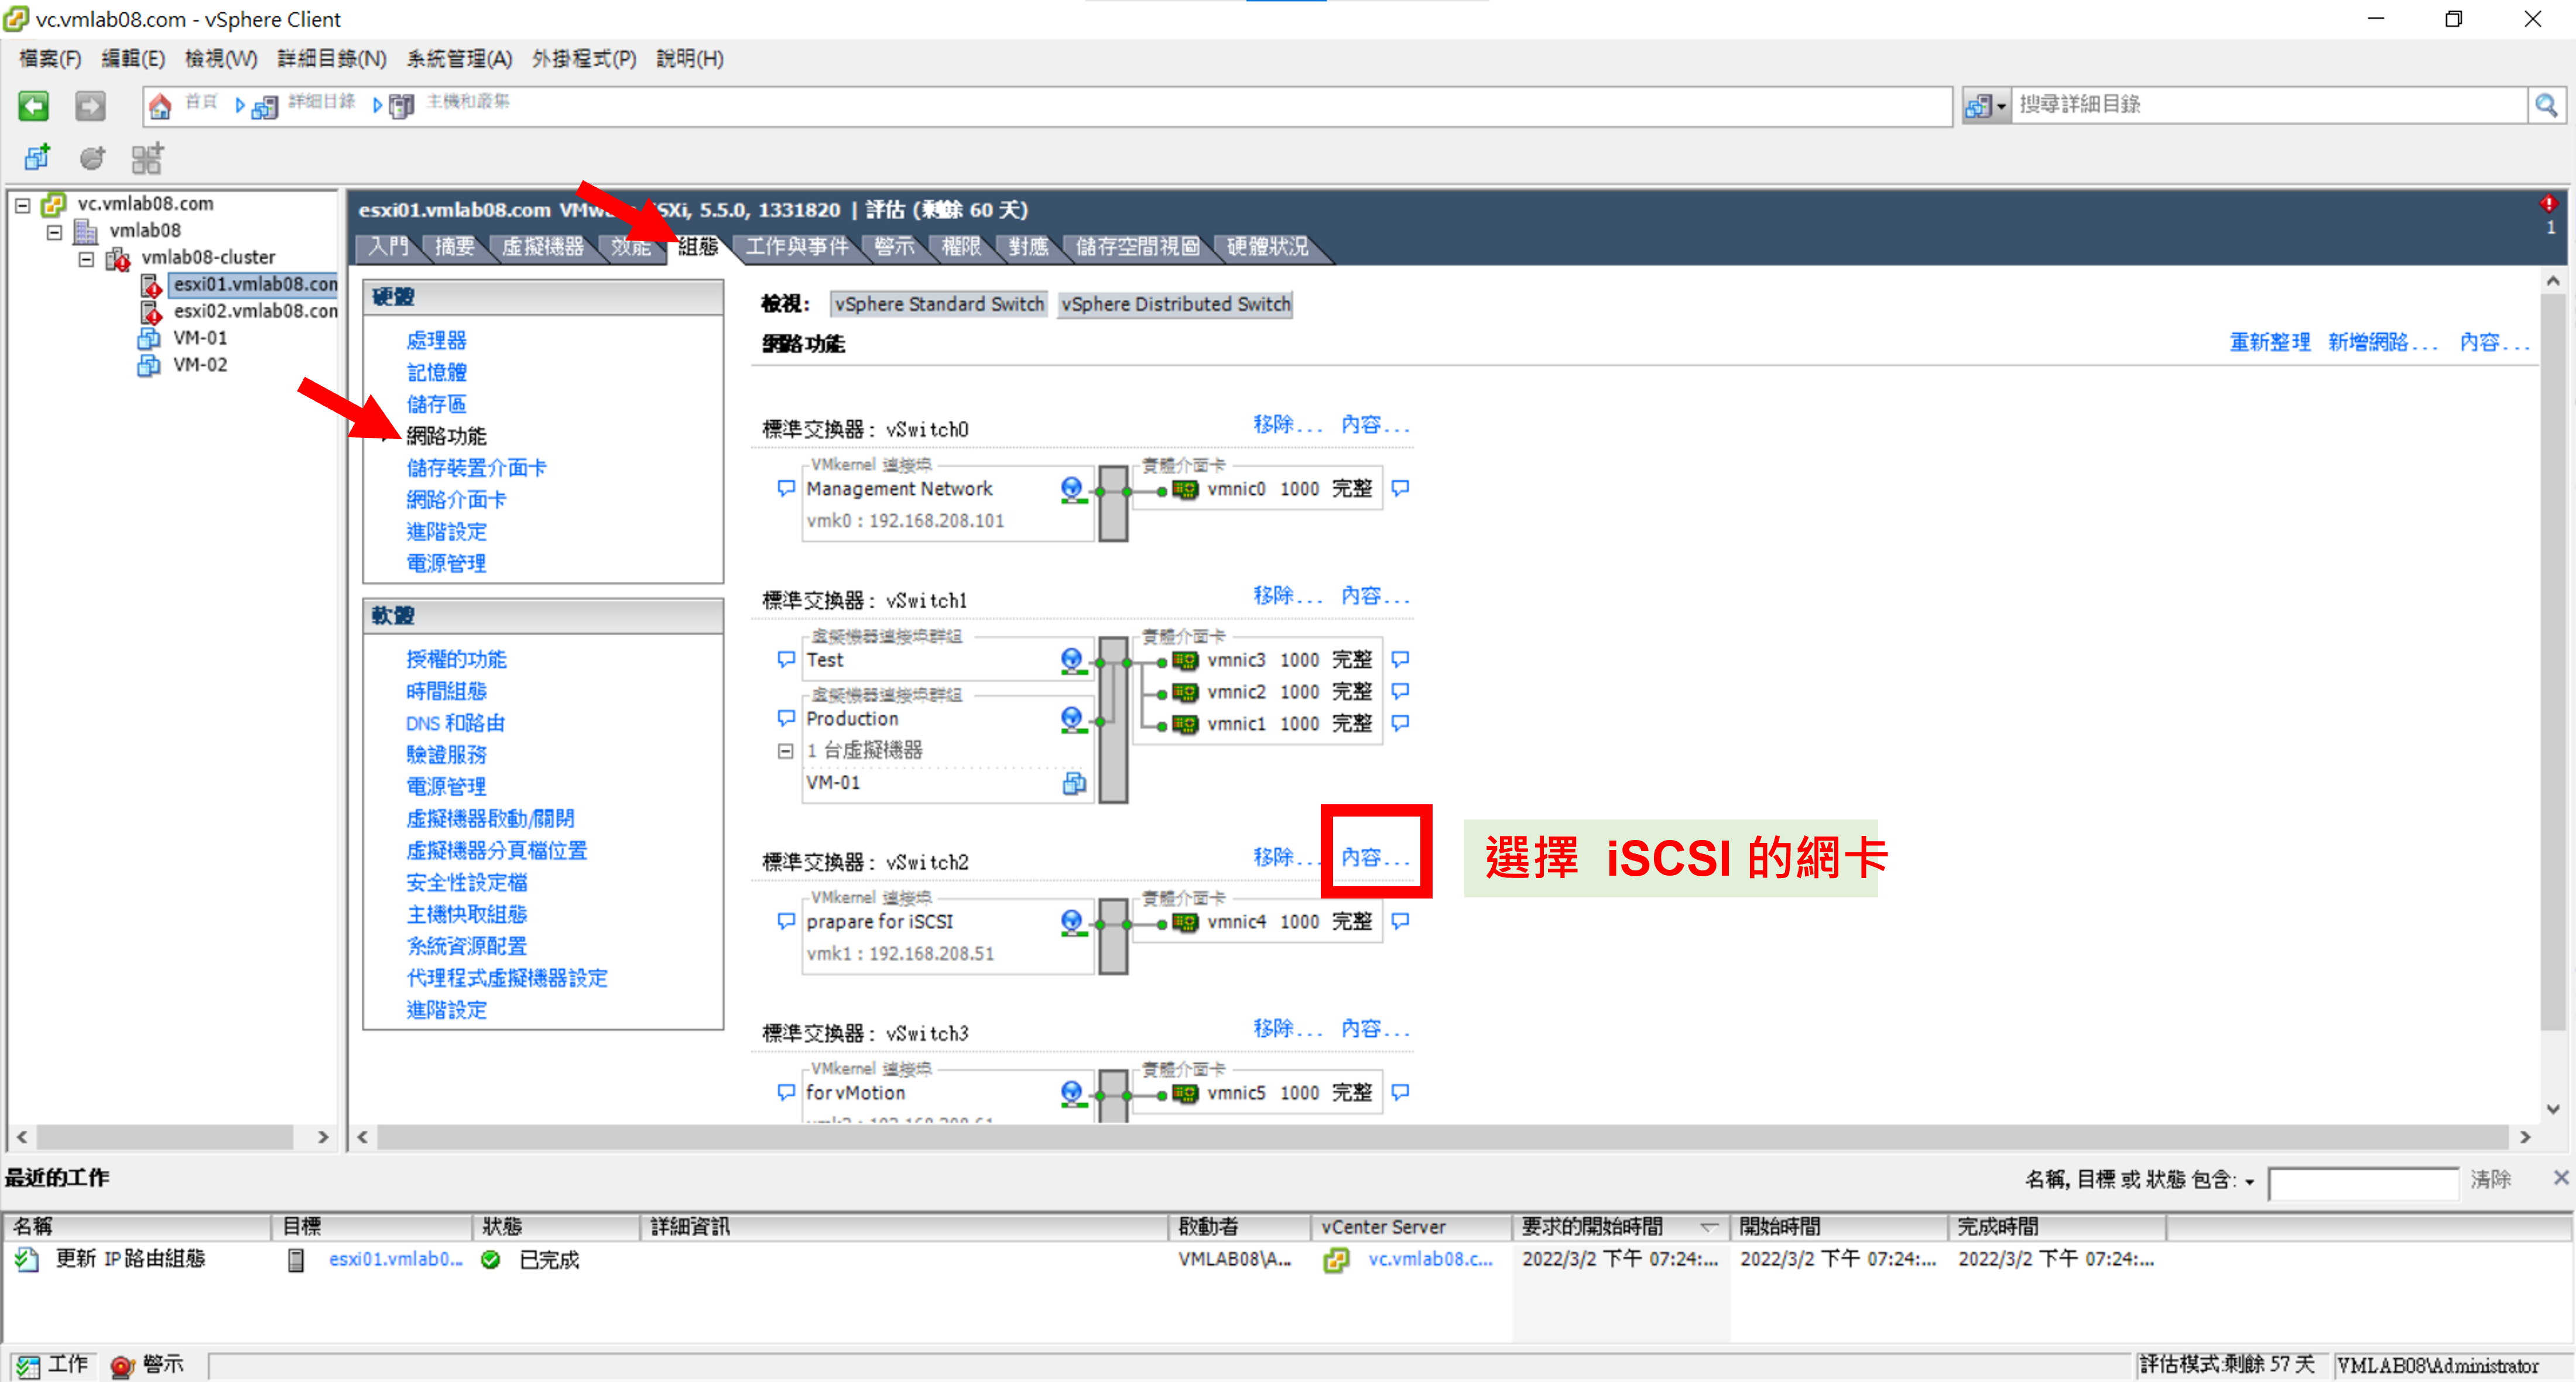 vc.vmlab08.com - vSphere Client
檔案(F) 編輯(E) 檢視(W) 詳細目錄(N) 系統管理(A) 外掛程式(P) 說明(H)
首頁 詳細目錄 主機和叢集
搜尋詳細目錄
vc.vmlab08.com
vmlab08
vmlab08-cluster
esxi01.vmlab08.con
esxi02.vmlab08.con
VM-01
VM-02
esxi01.vmlab08.com VMw SXi, 5.5.0, 1331820 | 評估 (剩餘 60 天)
1
入門 摘要 虛擬機器 效能 組態 工作與事件 警示 權限 對應 儲存空間視圖 硬體狀況
硬體
處理器
記憶體
儲存區
網路功能
儲存裝置介面卡
網路介面卡
進階設定
電源管理
軟體
授權的功能
時間組態
DNS 和路由
驗證服務
電源管理
虛擬機器啟動/關閉
虛擬機器分頁檔位置
安全性設定檔
主機快取組態
系統資源配置
代理程式虛擬機器設定
進階設定
檢視: vSphere Standard Switch vSphere Distributed Switch
網路功能
重新整理 新增網路... 內容...
標準交換器: vSwitch0 移除... 內容...
VMkernel 連接埠 實體介面卡
Management Network vmnic0 1000 完整
vmk0 : 192.168.208.101
標準交換器: vSwitch1 移除... 內容...
虛擬機器連接埠群組 實體介面卡
Test vmnic3 1000 完整
虛擬機器連接埠群組 vmnic2 1000 完整
Production vmnic1 1000 完整
1 台虛擬機器
VM-01
標準交換器: vSwitch2 移除... 內容...
選擇 iSCSI 的網卡
VMkernel 連接埠 實體介面卡
prapare for iSCSI vmnic4 1000 完整
vmk1 : 192.168.208.51
標準交換器: vSwitch3 移除... 內容...
VMkernel 連接埠 實體介面卡
for vMotion vmnic5 1000 完整
最近的工作
名稱, 目標 或 狀態 包含: 清除
名稱 目標 狀態 詳細資訊 啟動者 vCenter Server 要求的開始時間 開始時間 完成時間
更新 IP 路由組態 esxi01.vmlab0... 已完成 VMLAB08\A... vc.vmlab08.c... 2022/3/2 下午 07:24:... 2022/3/2 下午 07:24:... 2022/3/2 下午 07:24:...
工作 警示
評估模式:剩餘 57 天 VMLAB08\Administrator